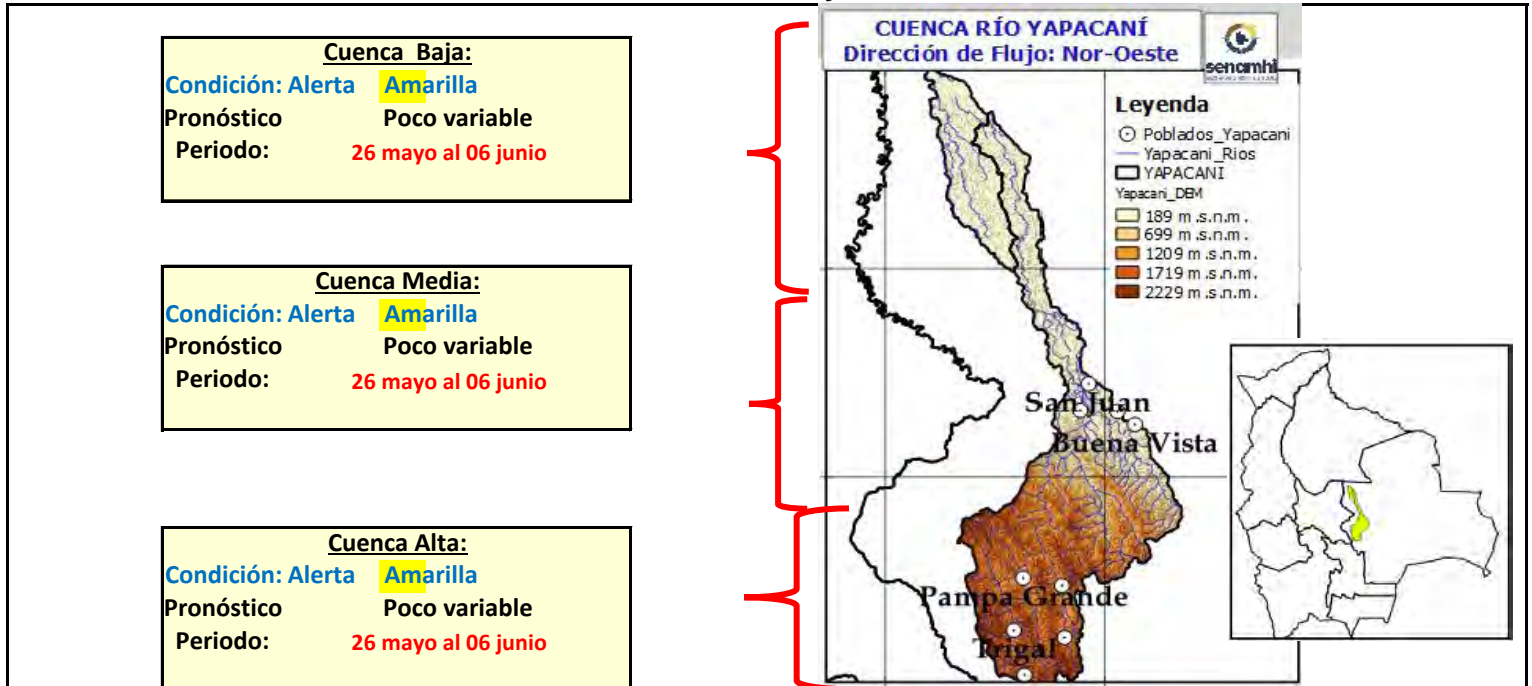 Cuenca Baja:
Condición: Alerta Amarilla
Pronóstico Poco variable
Periodo: 26 mayo al 06 junio
Cuenca Media:
Condición: Alerta Amarilla
Pronóstico Poco variable
Periodo: 26 mayo al 06 junio
Cuenca Alta:
Condición: Alerta Amarilla
Pronóstico Poco variable
Periodo: 26 mayo al 06 junio
CUENCA RÍO YAPACANÍ
Dirección de Flujo: Nor-Oeste
senamhi
Leyenda
Poblados_Yapacani
Yapacani_Rios
YAPACANI
Yapacani_DEM
189 m.s.n.m.
699 m.s.n.m.
1209 m.s.n.m.
1719 m.s.n.m.
2229 m.s.n.m.
San Juan
Buena Vista
Pampa Grande
Trigal